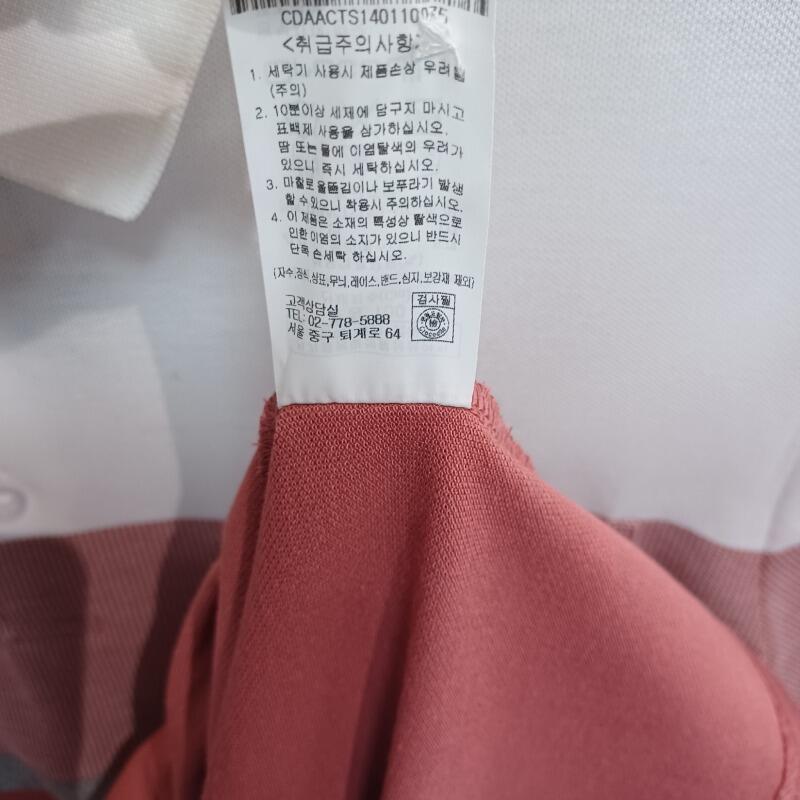 CDAACTS140110035
<취급주의사항>
1. 세탁기 사용시 제품손상 우려됨
(주의)
2. 10뿐이상 세제에 담구지 마시고
표백제 사용을 삼가하십시오.
땀 또는 물에 이염탈색의 우려가
있으니 즉시 세탁하십시오.
3. 마찰로 올뜯김이나 보푸라기 발생
할 수있으니 착용시 주의하십시오.
4. 이 제품은 소재의 특성상 탈색으로
인한 이염의 소지가 있으니 반드시
단독 손세탁 하십시오.
(자수,장식,상표,무늬,레이스,밴드,심지,보강재 제외)
고객상담실
TEL: 02-778-5888
서울 중구 퇴계로 64
검사필